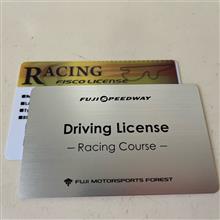 RACING
FISCO LICENSE
FUJI SPEEDWAY
Driving License
— Racing Course —
FUJI MOTORSPORTS FOREST